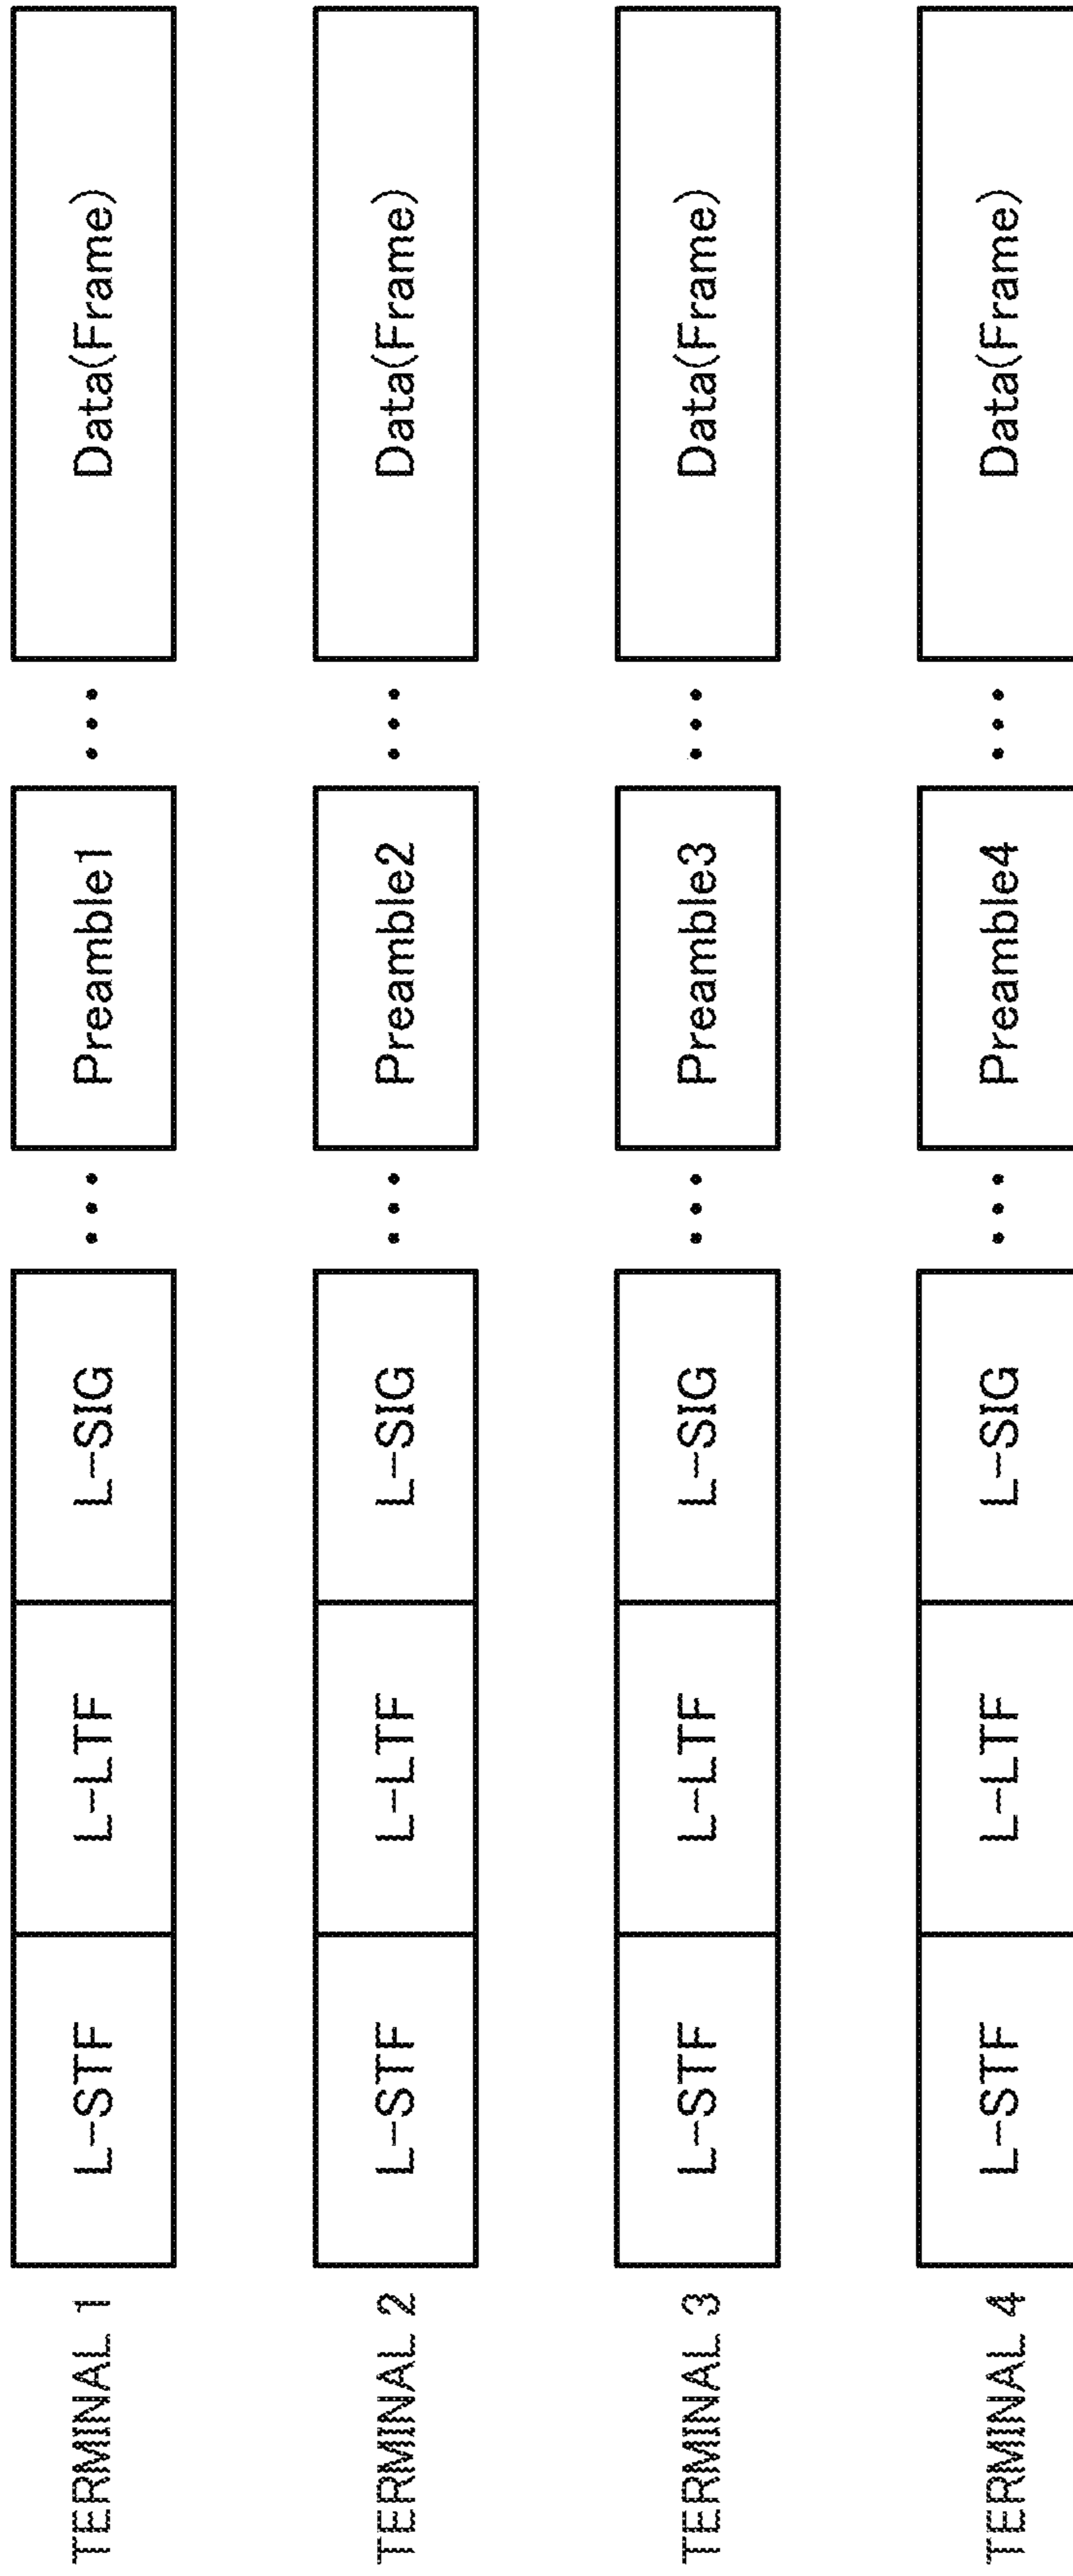 TERMINAL 1 L-STF L-LTF L-SIG ••• Preamble1 ••• Data(Frame)
TERMINAL 2 L-STF L-LTF L-SIG ••• Preamble2 ••• Data(Frame)
TERMINAL 3 L-STF L-LTF L-SIG ••• Preamble3 ••• Data(Frame)
TERMINAL 4 L-STF L-LTF L-SIG ••• Preamble4 ••• Data(Frame)